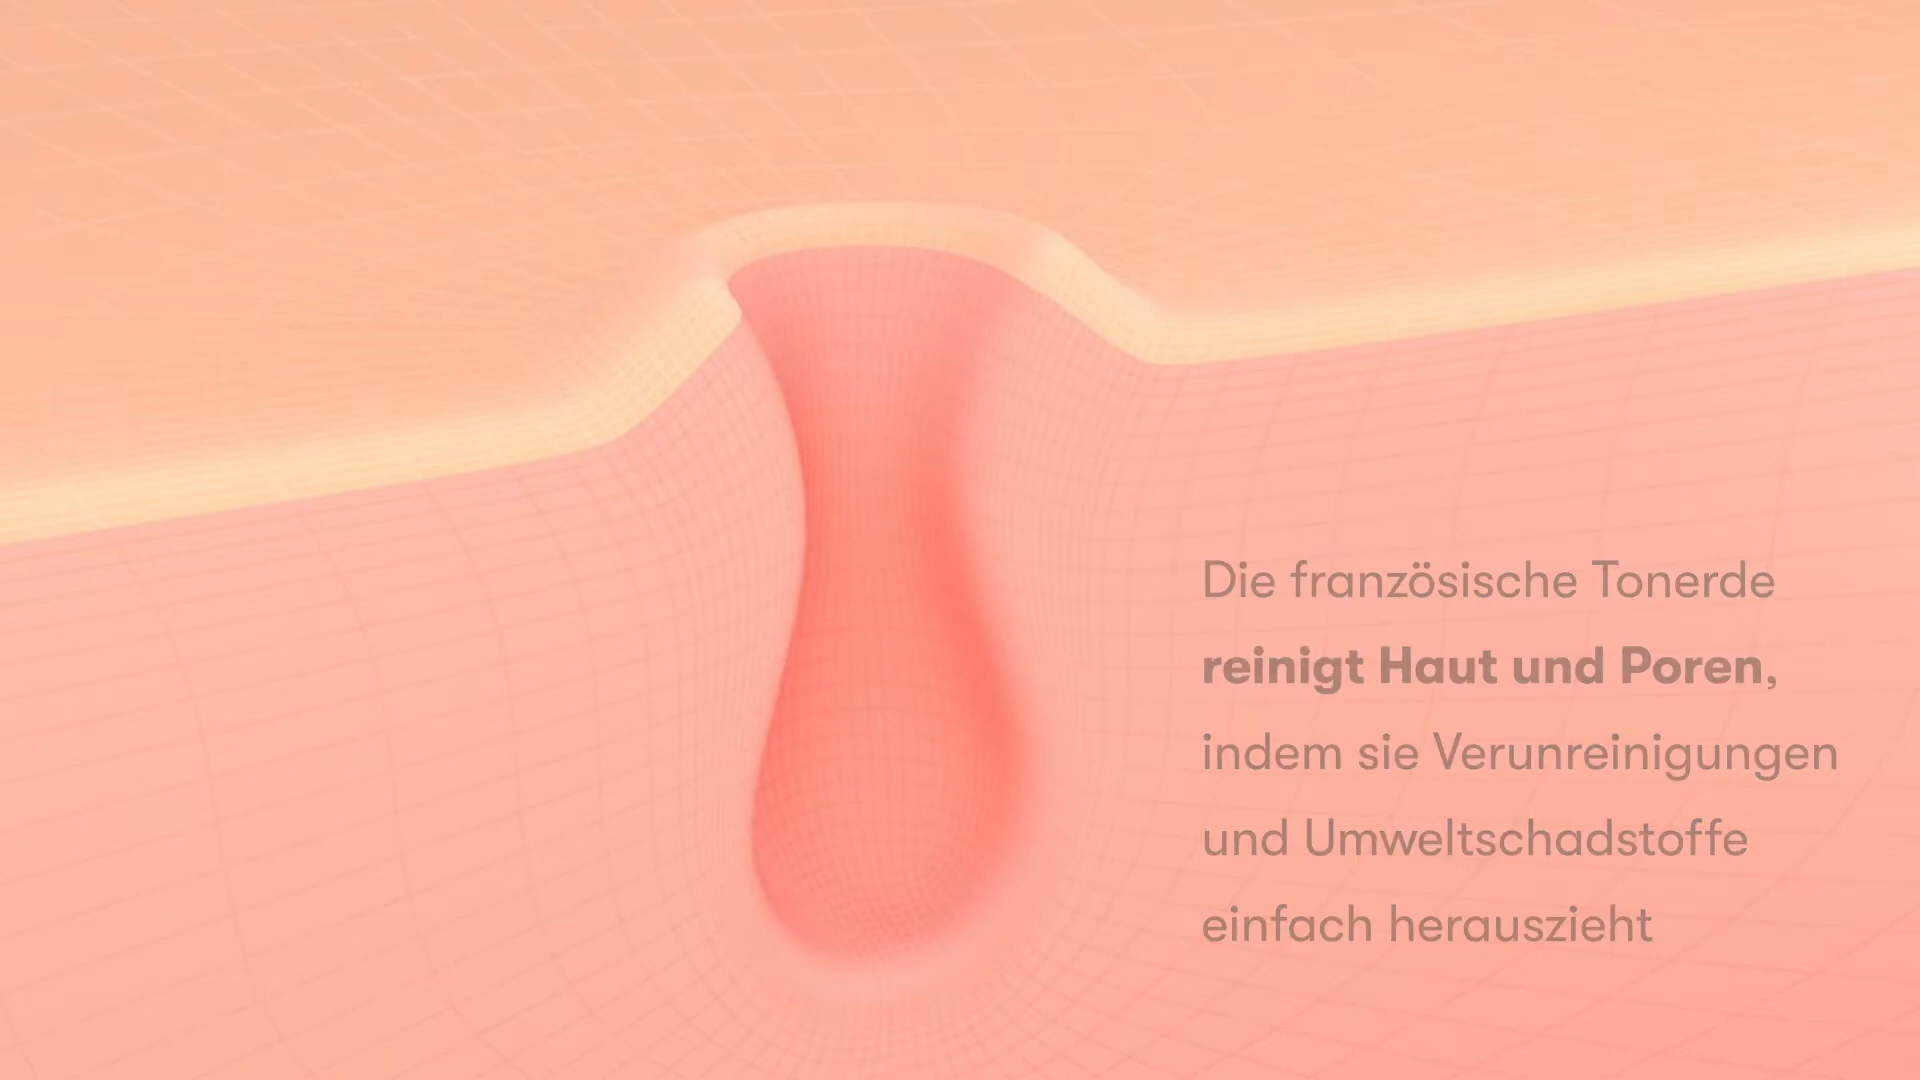 Die französische Tonerde
reinigt Haut und Poren,
indem sie Verunreinigungen
und Umweltschadstoffe
einfach herauszieht